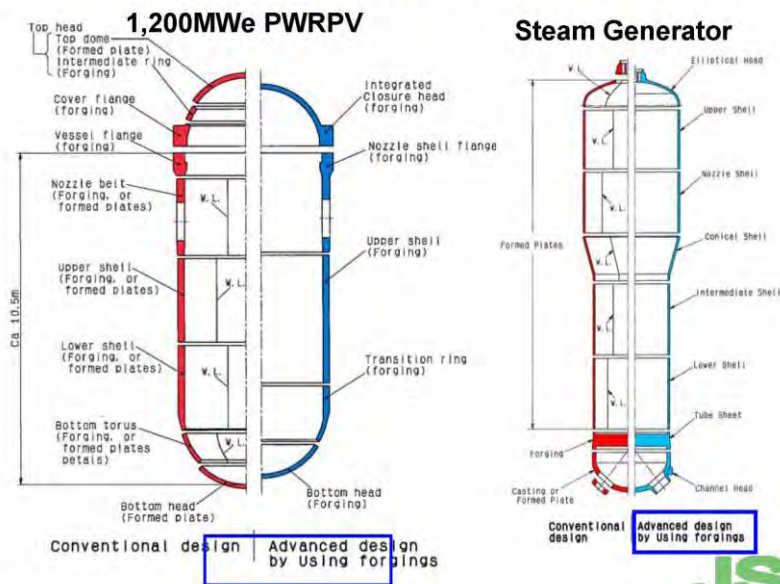 1,200MWe PWRPV
Top head
Top dome
(Formed plate)
Intermediate ring
(Forging)
Cover flange
(forging)
Vessel flange
(forging)
Nozzle belt
(Forging, or
formed plates)
W.L.
Ca 10.5m
Upper shell
(Forging, or
formed plates)
W.L.
Lower shell
(Forging, or
formed plates)
W.L.
Bottom torus
(Forging, or
formed plates
petals)
W.L.
Bottom head
(Formed plate)
Integrated
Closure head
(forging)
Nozzle shell flange
(forging)
Upper shell
(Forging)
Transition ring
(forging)
Bottom head
(Forging)
Conventional design
Advanced design
by Using forgings
Steam Generator
W.L.
Elliptical Head
Upper Shell
W.L.
Nozzle Shell
W.L.
Formed Plates
Conical Shell
W.L.
Intermediate Shell
W.L.
Lower Shell
W.L.
Tube Sheet
Forging
Casting or
Formed Plate
Channel Head
Conventional
design
Advanced design
by Using forgings